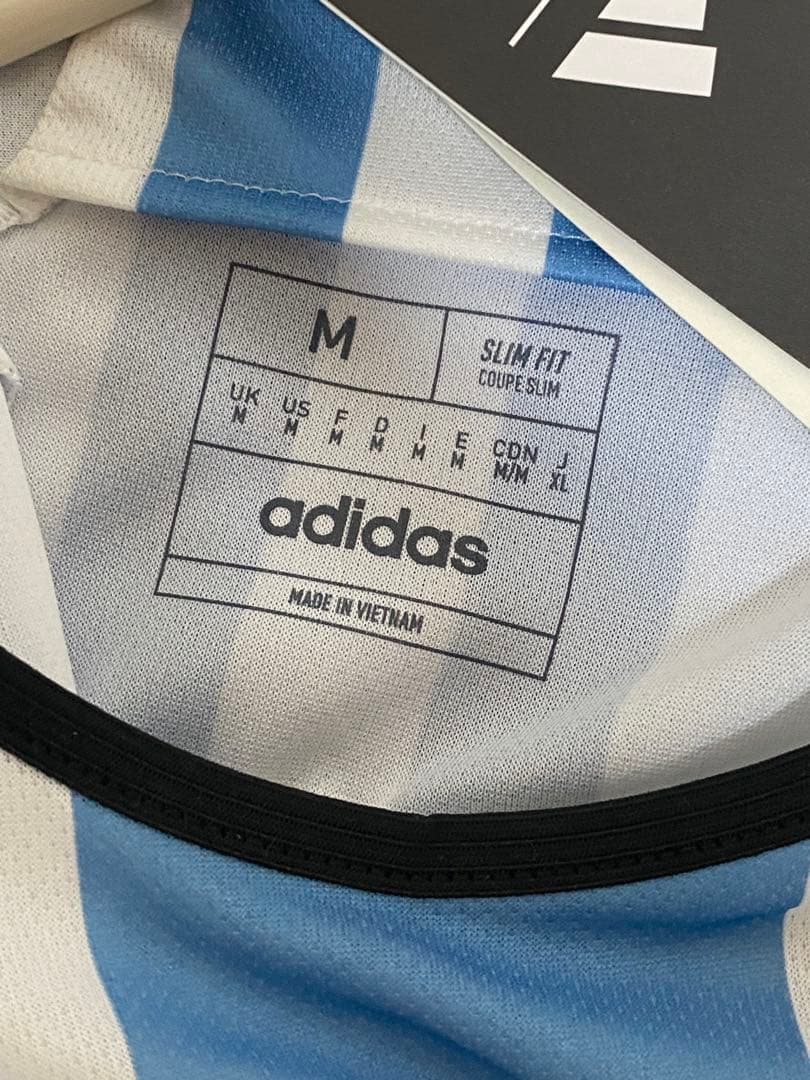 M
SLIM FIT
COUPE SLIM
UK US F D I E CDN J
M M M M M M M/M XL
adidas
MADE IN VIETNAM